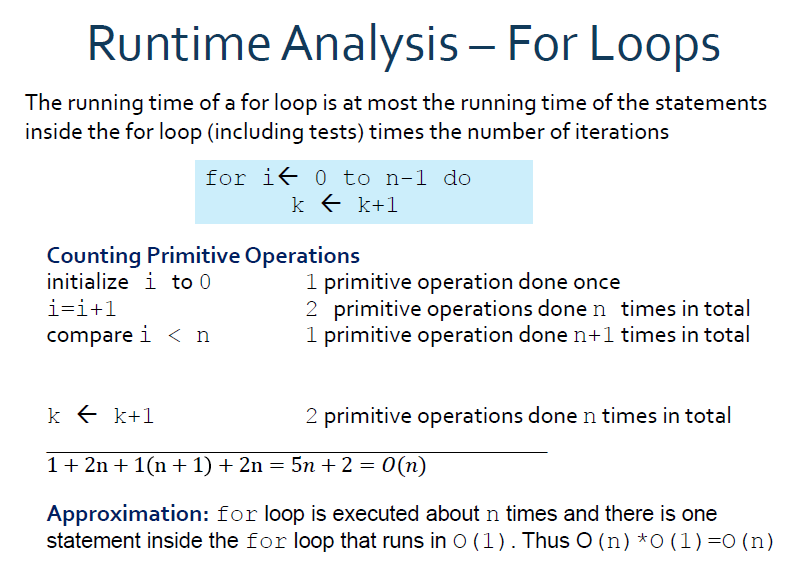 Runtime Analysis – For Loops
The running time of a for loop is at most the running time of the statements
inside the for loop (including tests) times the number of iterations
for i← 0 to n-1 do
k ← k+1
Counting Primitive Operations
initialize i to 0 1 primitive operation done once
i=i+1 2 primitive operations done n times in total
compare i < n 1 primitive operation done n+1 times in total
k ← k+1 2 primitive operations done n times in total
1 + 2n + 1(n + 1) + 2n = 5n + 2 = O(n)
Approximation: for loop is executed about n times and there is one
statement inside the for loop that runs in O(1). Thus O(n)*O(1)=O(n)